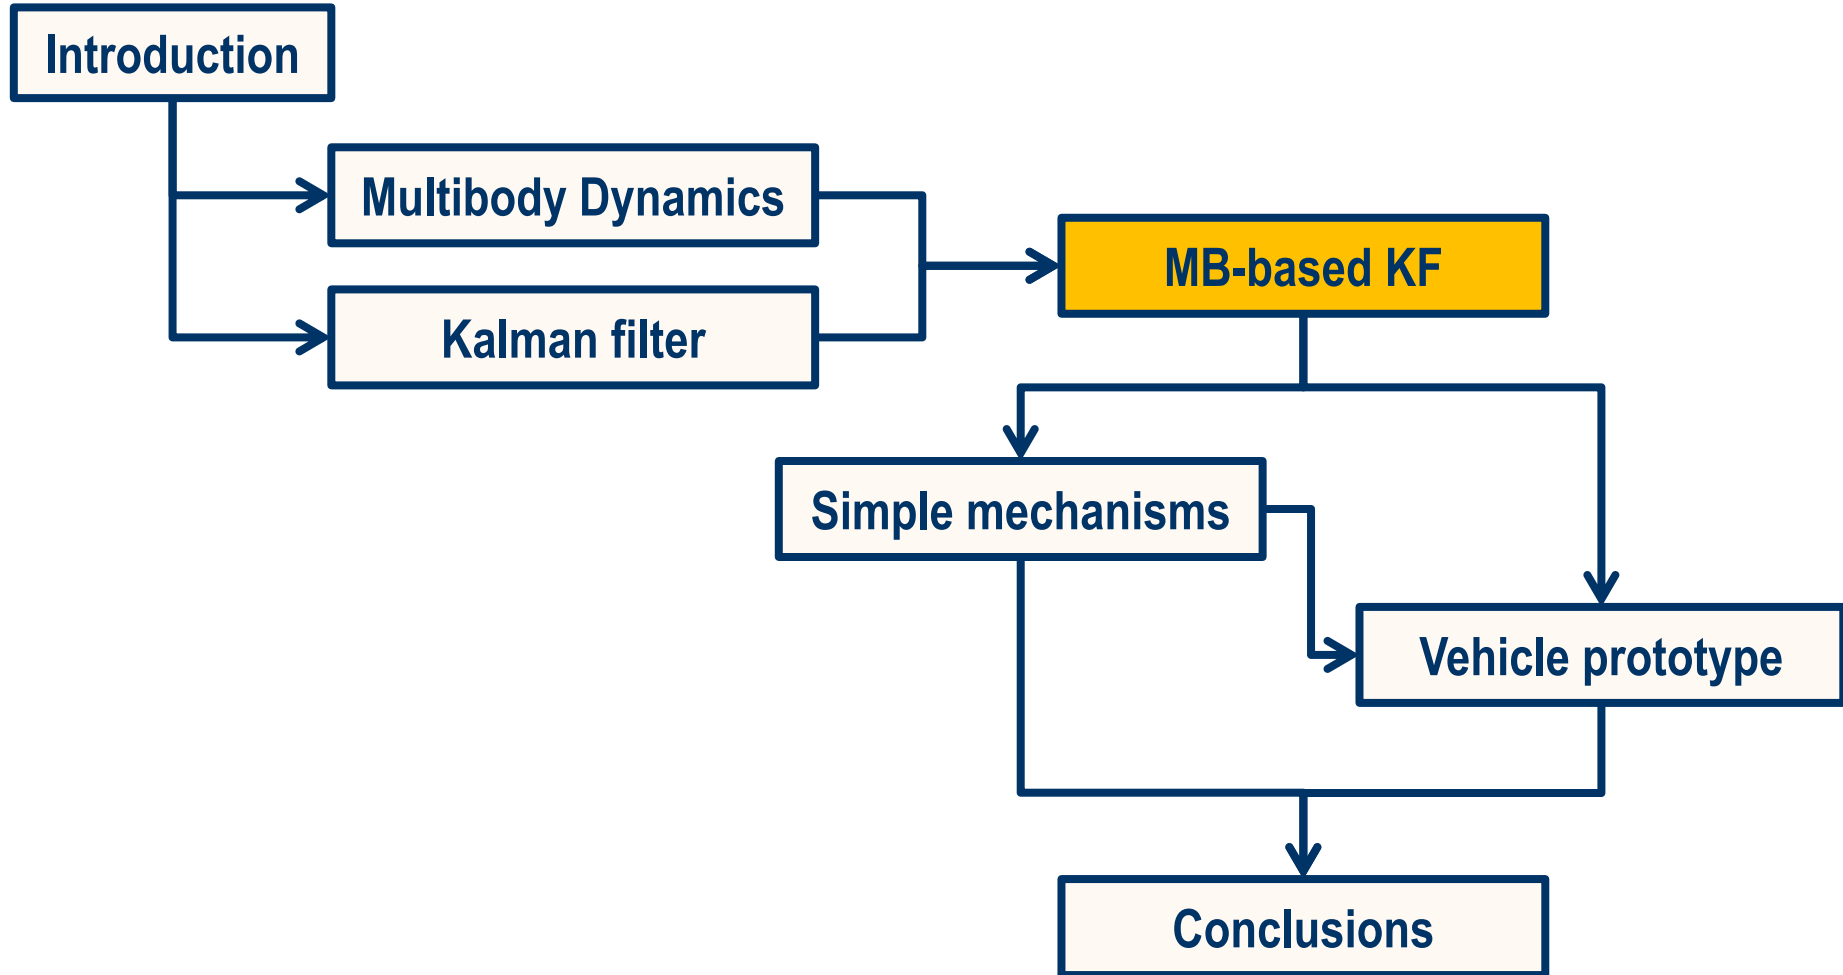 Introduction
Multibody Dynamics
Kalman filter
MB-based KF
Simple mechanisms
Vehicle prototype
Conclusions